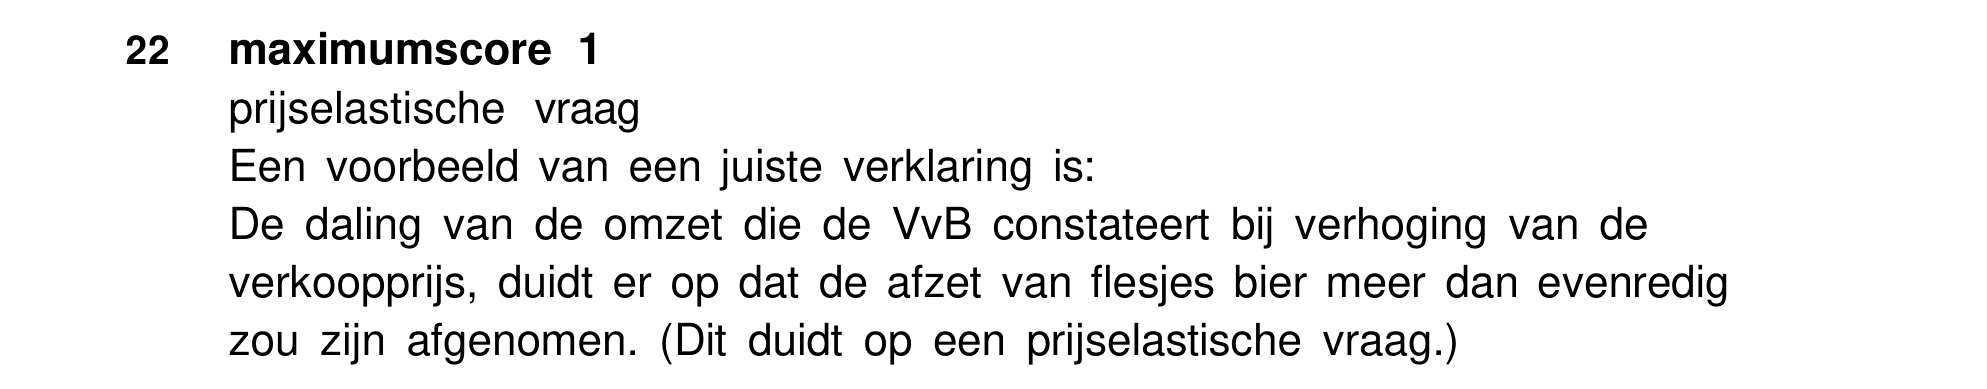 22 maximumscore 1
prijselastische vraag
Een voorbeeld van een juiste verklaring is:
De daling van de omzet die de VvB constateert bij verhoging van de
verkoopprijs, duidt er op dat de afzet van flesjes bier meer dan evenredig
zou zijn afgenomen. (Dit duidt op een prijselastische vraag.)